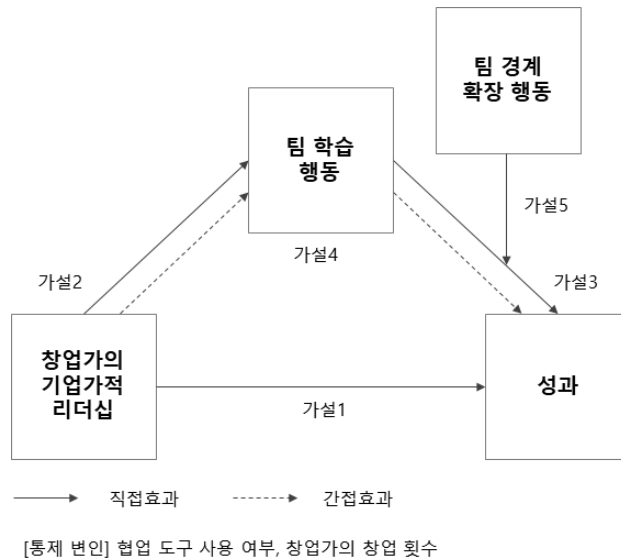 팀 경계
확장 행동
팀 학습
행동
가설5
가설2
가설4
가설3
창업가의
기업가적
리더십
가설1
성과
직접효과
간접효과
[통제 변인] 협업 도구 사용 여부, 창업가의 창업 횟수